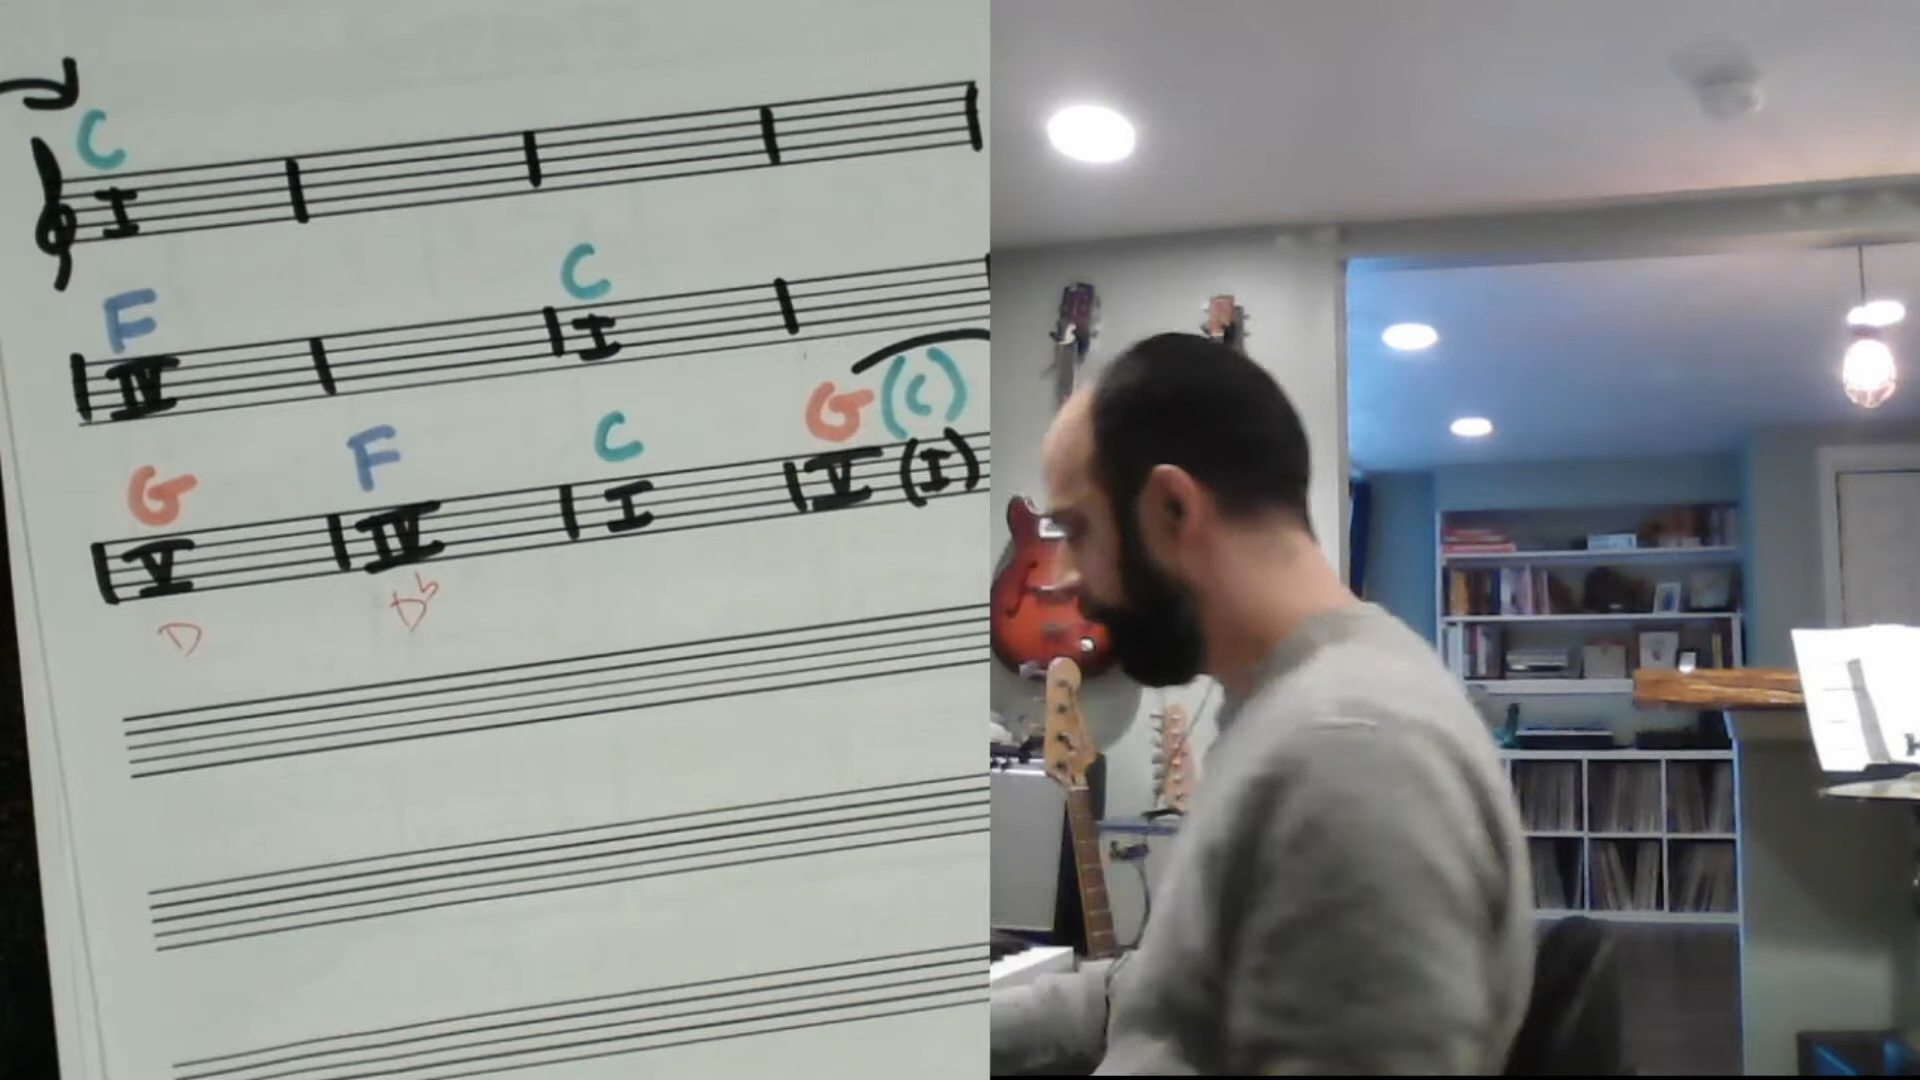 C
I
F C
IV I
G F C G (C)
V IV I V (I)
D D♭